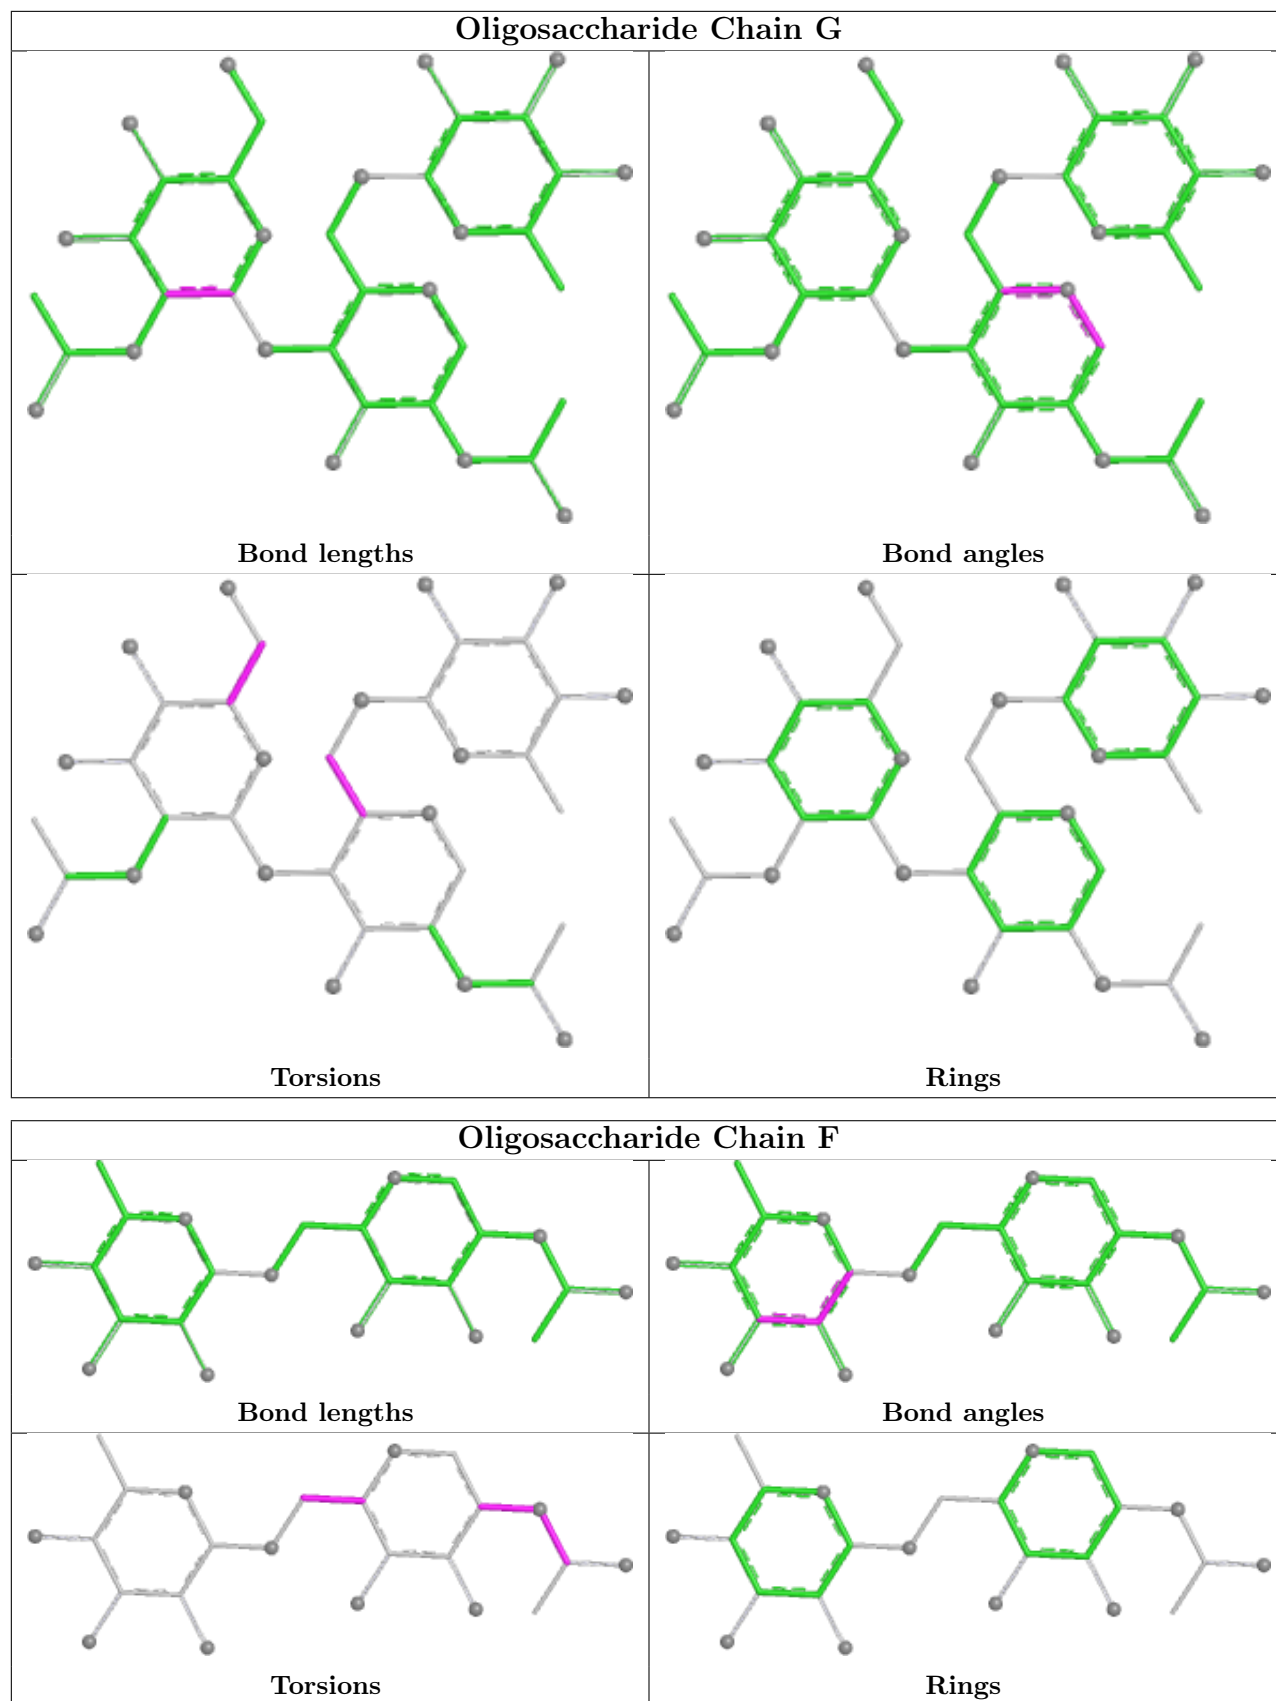 Oligosaccharide Chain G
Bond lengths
Bond angles
Torsions
Rings
Oligosaccharide Chain F
Bond lengths
Bond angles
Torsions
Rings